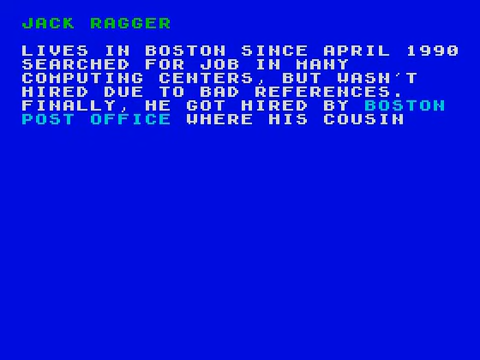 JACK RAGGER
LIVES IN BOSTON SINCE APRIL 1990
SEARCHED FOR JOB IN MANY
COMPUTING CENTERS, BUT WASN'T
HIRED DUE TO BAD REFERENCES.
FINALLY, HE GOT HIRED BY BOSTON
POST OFFICE WHERE HIS COUSIN